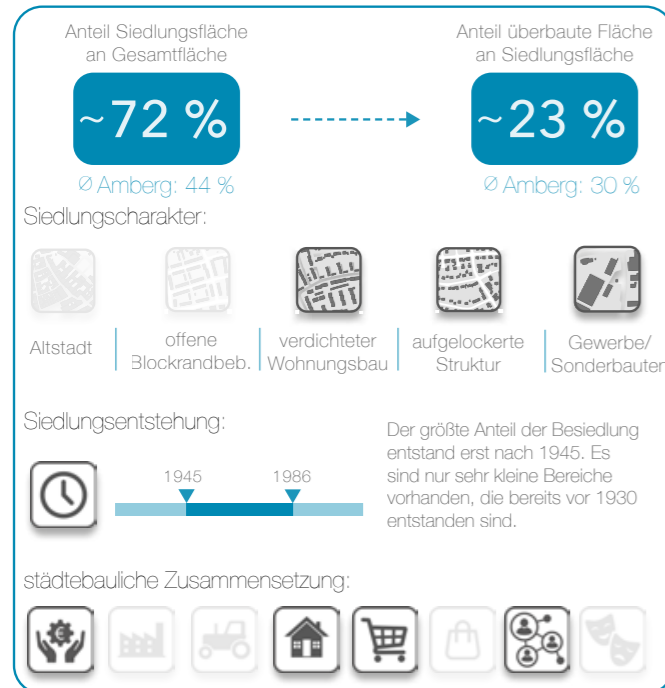 Anteil Siedlungsfläche
an Gesamtfläche
Anteil überbaute Fläche
an Siedlungsfläche
~72 %
~23 %
Ø Amberg: 44 %
Ø Amberg: 30 %
Siedlungscharakter:
Altstadt
offene
Blockrandbeb.
verdichteter
Wohnungsbau
aufgelockerte
Struktur
Gewerbe/
Sonderbauten
Siedlungsentstehung:
1945
1986
Der größte Anteil der Besiedlung
entstand erst nach 1945. Es
sind nur sehr kleine Bereiche
vorhanden, die bereits vor 1930
entstanden sind.
städtebauliche Zusammensetzung: